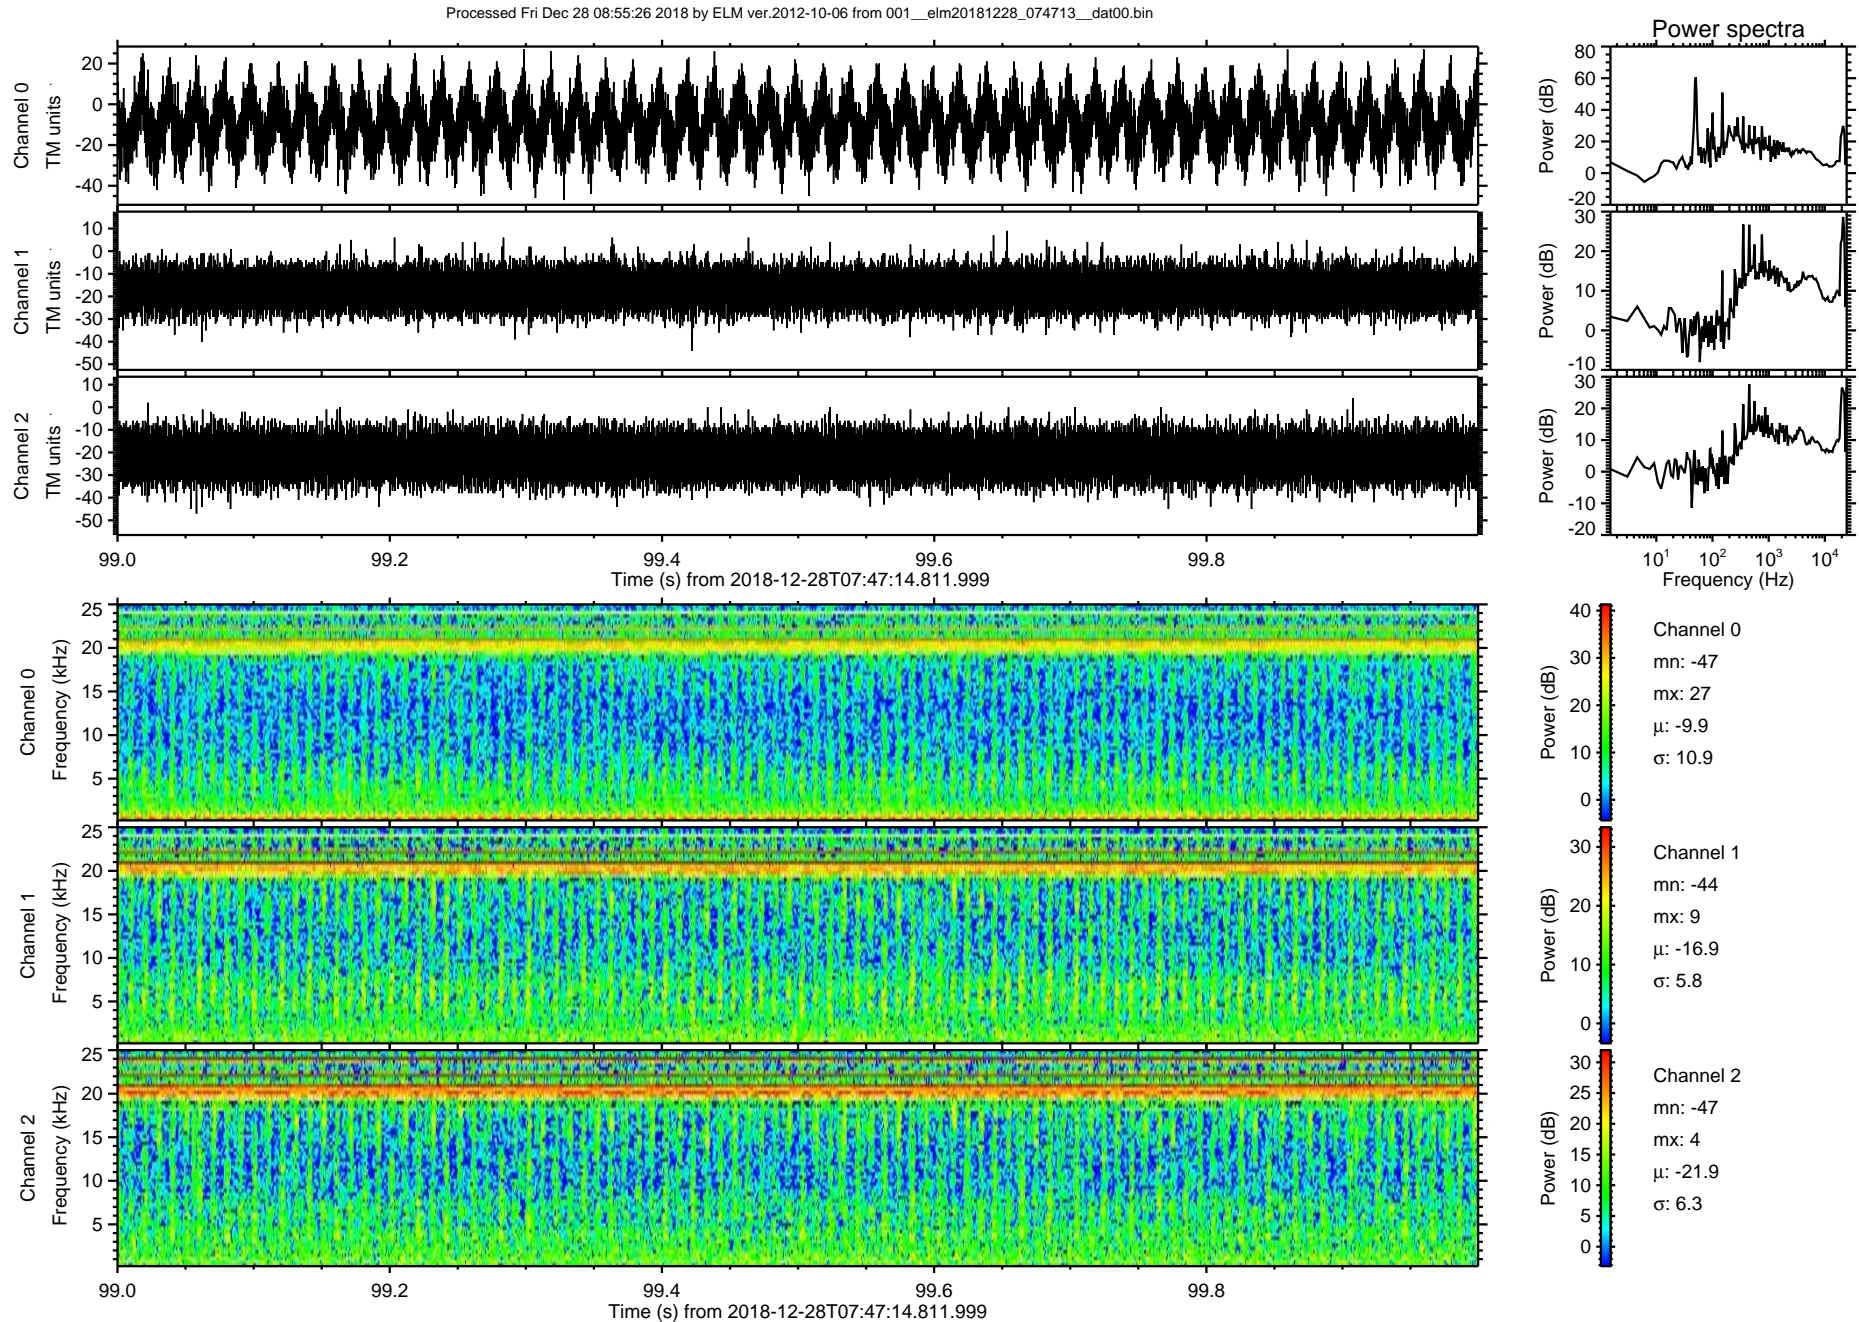 Processed Fri Dec 28 08:55:26 2018 by ELM ver.2012-10-06 from 001__elm20181228_074713__dat00.bin
Power spectra
Channel 0
TM units
20
0
-20
-40
Power (dB)
80
60
40
20
0
-20
Channel 1
TM units
10
0
-10
-20
-30
-40
-50
Power (dB)
30
20
10
0
-10
Channel 2
TM units
10
0
-10
-20
-30
-40
-50
Power (dB)
30
20
10
0
-10
-20
99.0 99.2 99.4 99.6 99.8
Time (s) from 2018-12-28T07:47:14.811.999
10^1 10^2 10^3 10^4
Frequency (Hz)
Channel 0
Frequency (kHz)
25
20
15
10
5
Power (dB)
40
30
20
10
0
Channel 0
mn: -47
mx: 27
μ: -9.9
σ: 10.9
Channel 1
Frequency (kHz)
25
20
15
10
5
Power (dB)
30
20
10
0
Channel 1
mn: -44
mx: 9
μ: -16.9
σ: 5.8
Channel 2
Frequency (kHz)
25
20
15
10
5
Power (dB)
30
25
20
15
10
5
0
Channel 2
mn: -47
mx: 4
μ: -21.9
σ: 6.3
99.0 99.2 99.4 99.6 99.8
Time (s) from 2018-12-28T07:47:14.811.999